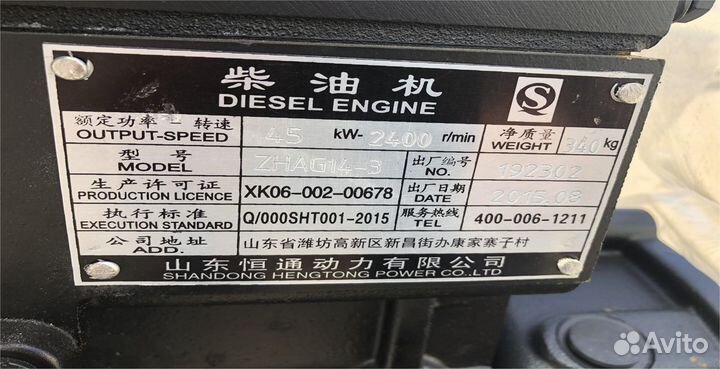 柴油机
DIESEL ENGINE
S
额定功率 转速 45 kW- 2400 r/min 净质量 340 kg
OUTPUT-SPEED WEIGHT
型号 ZHAG14-3 出厂编号 192302
MODEL NO.
生产许可证 XK06-002-00678 出厂日期 2015.08
PRODUCTION LICENCE DATE
执行标准 Q/000SHT001-2015 服务热线 400-006-1211
EXECUTION STANDARD TEL
公司地址 山东省潍坊高新区新昌街办康家寨子村
ADD.
山东恒通动力有限公司
SHANDONG HENGTONG POWER CO.,LTD
Avito